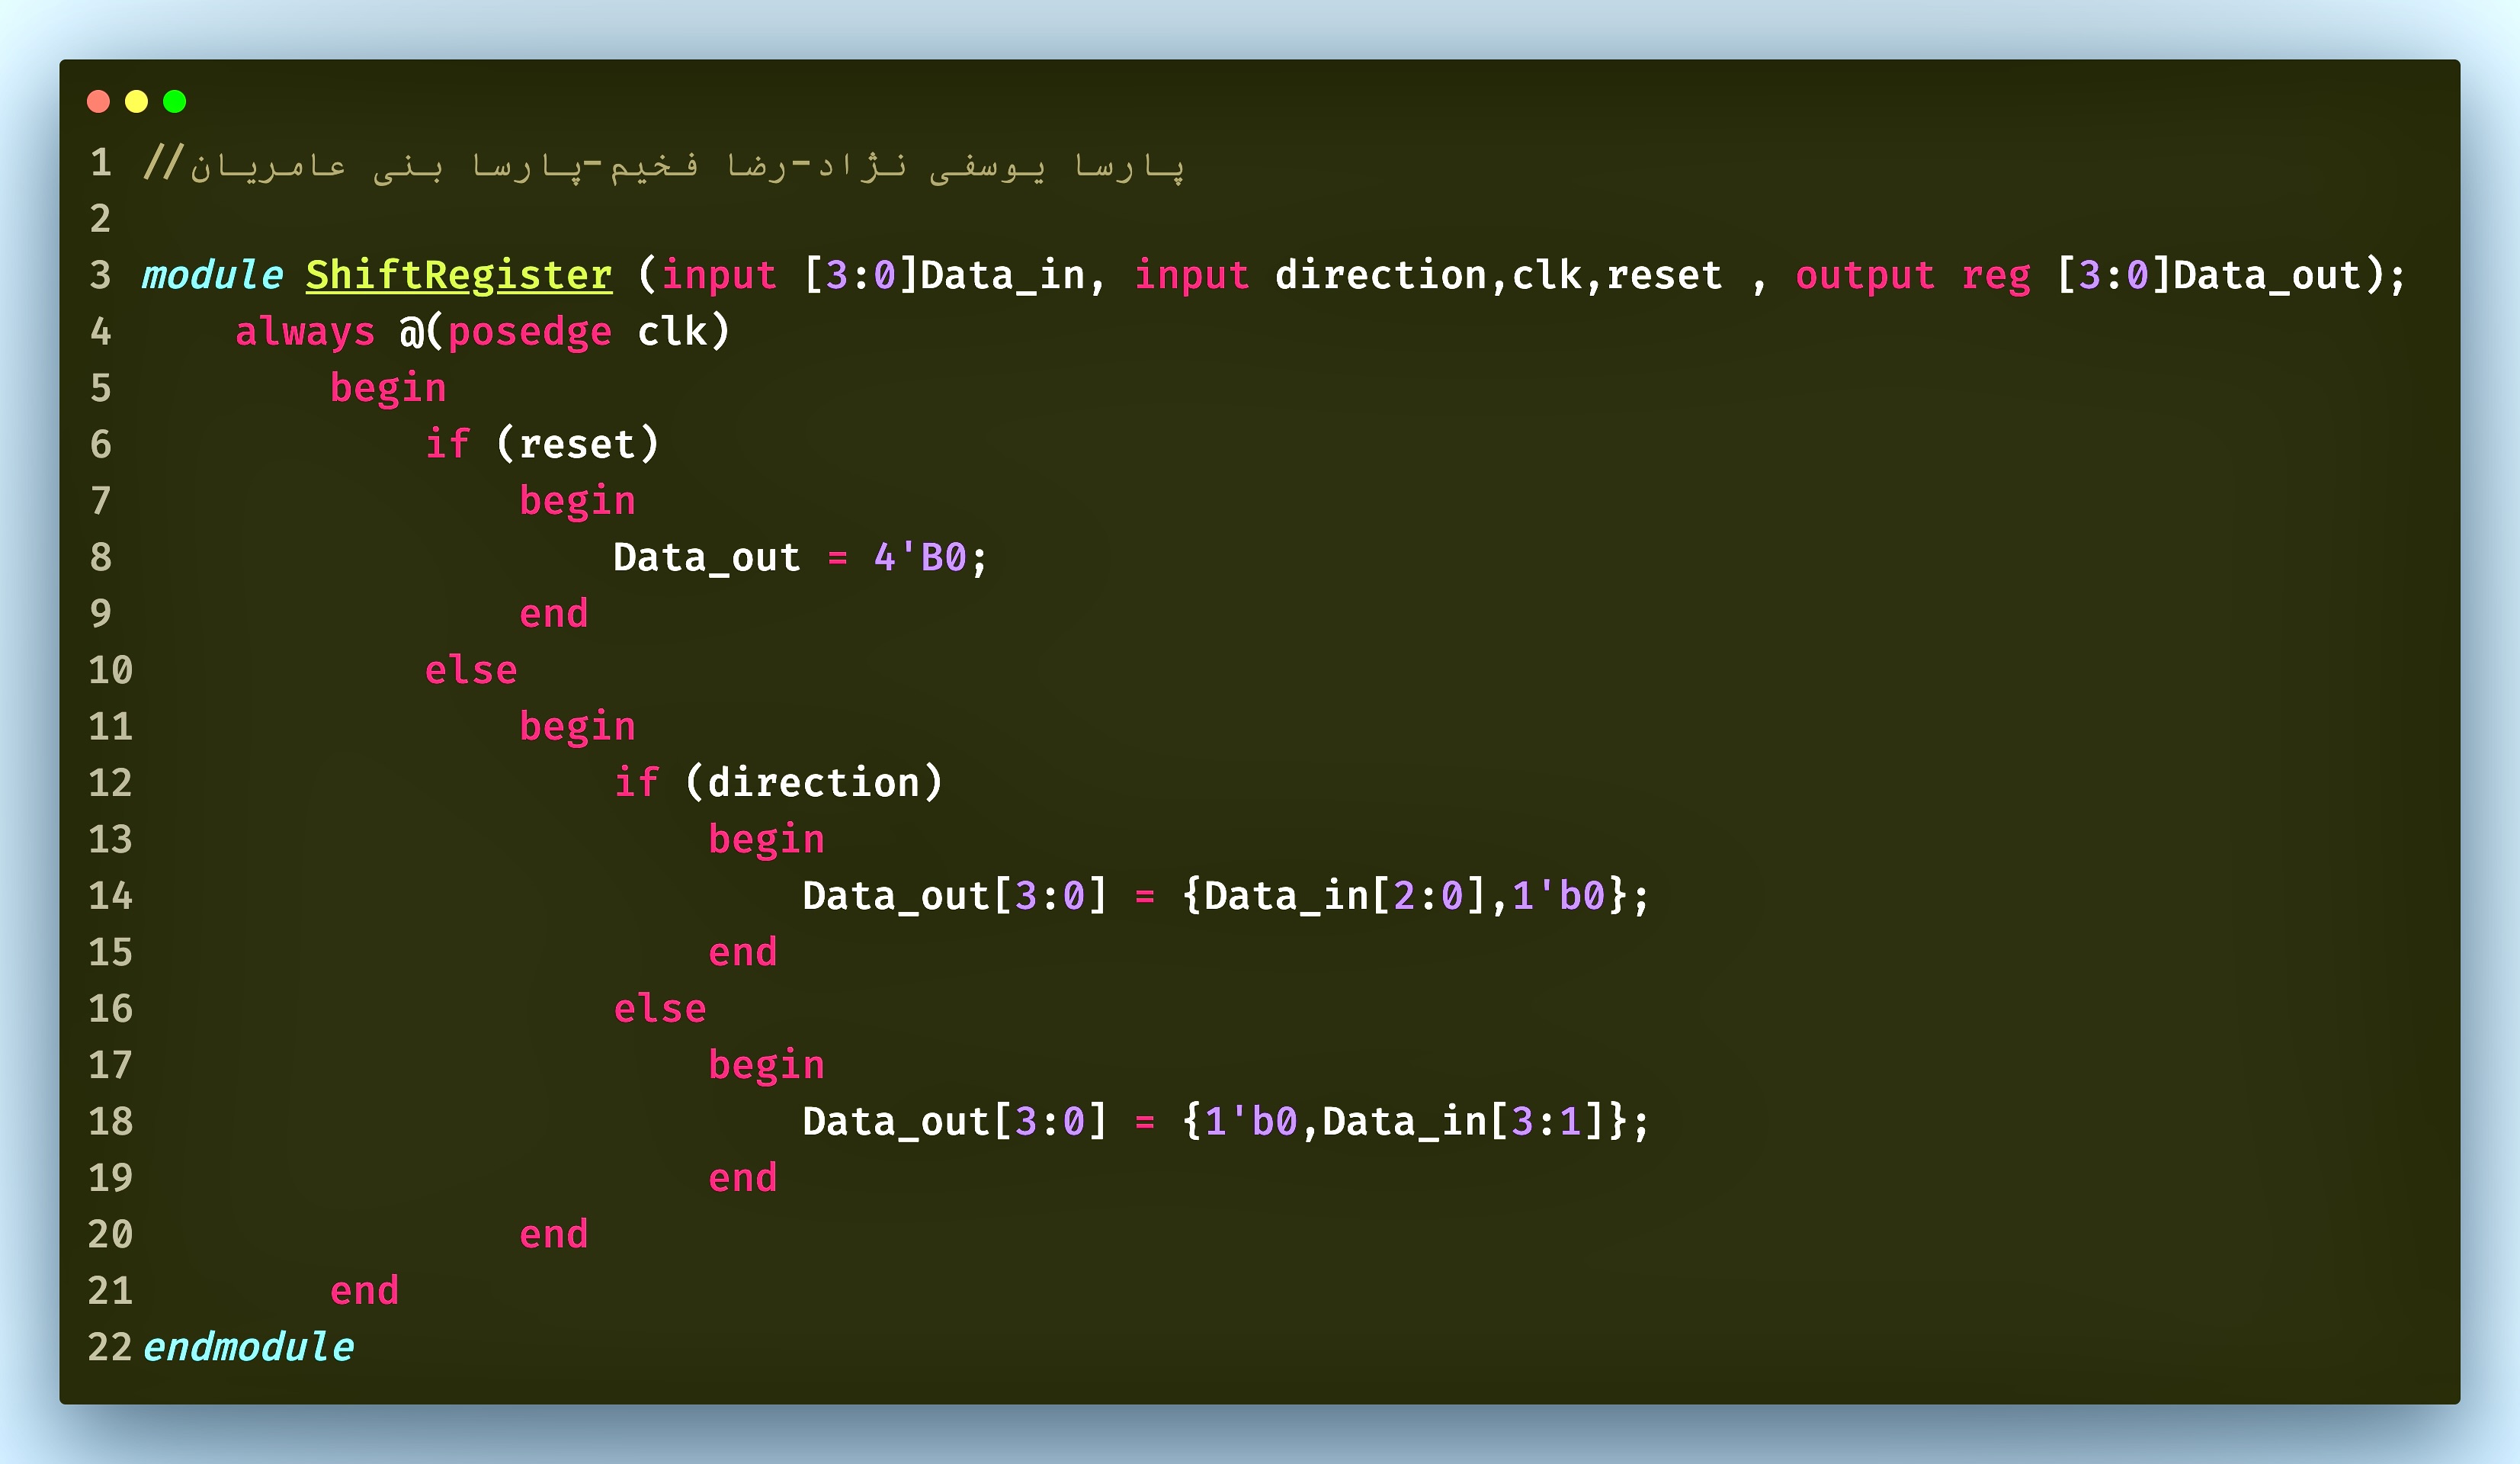 1 //پارسا یوسفی نژاد-رضا فخیم-پارسا بنی عامریان
2
3 module ShiftRegister (input [3:0]Data_in, input direction,clk,reset , output reg [3:0]Data_out);
4     always @(posedge clk)
5         begin
6             if (reset)
7                 begin
8                     Data_out = 4'B0;
9                 end
10             else
11                 begin
12                     if (direction)
13                         begin
14                             Data_out[3:0] = {Data_in[2:0],1'b0};
15                         end
16                     else
17                         begin
18                             Data_out[3:0] = {1'b0,Data_in[3:1]};
19                         end
20                 end
21         end
22 endmodule